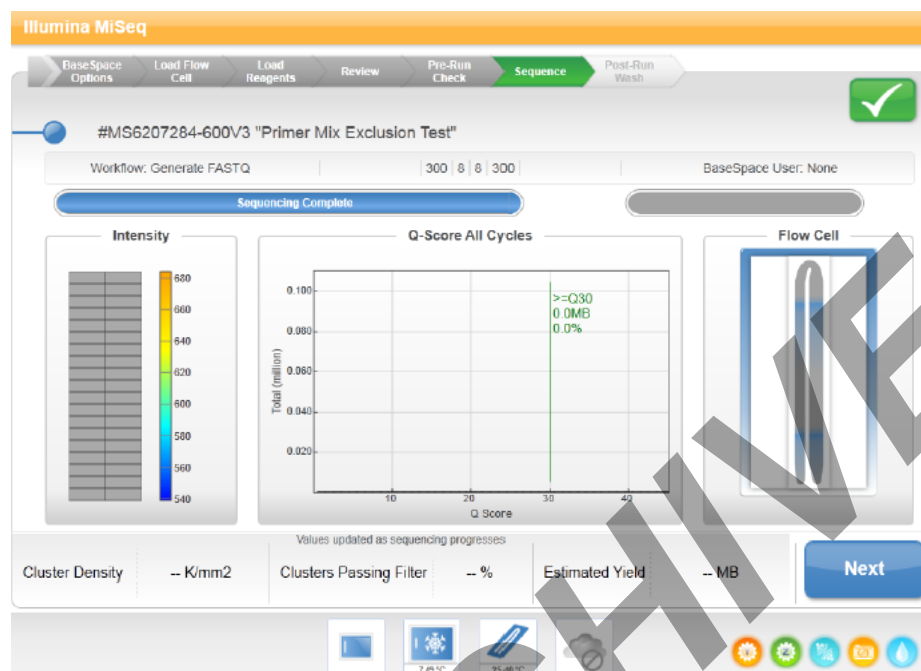 Illumina MiSeq
BaseSpace Options
Load Flow Cell
Load Reagents
Review
Pre-Run Check
Sequence
Post-Run Wash
#MS6207284-600V3 "Primer Mix Exclusion Test"
Workflow: Generate FASTQ
300 | 8 | 8 | 300
BaseSpace User: None
Sequencing Complete
Intensity
680
660
640
620
600
580
560
540
Q-Score All Cycles
Total (million)
0.100
0.080
0.060
0.040
0.020
>=Q30
0.0MB
0.0%
10 20 30 40
Q Score
Flow Cell
Values updated as sequencing progresses
Cluster Density -- K/mm2
Clusters Passing Filter -- %
Estimated Yield -- MB
Next